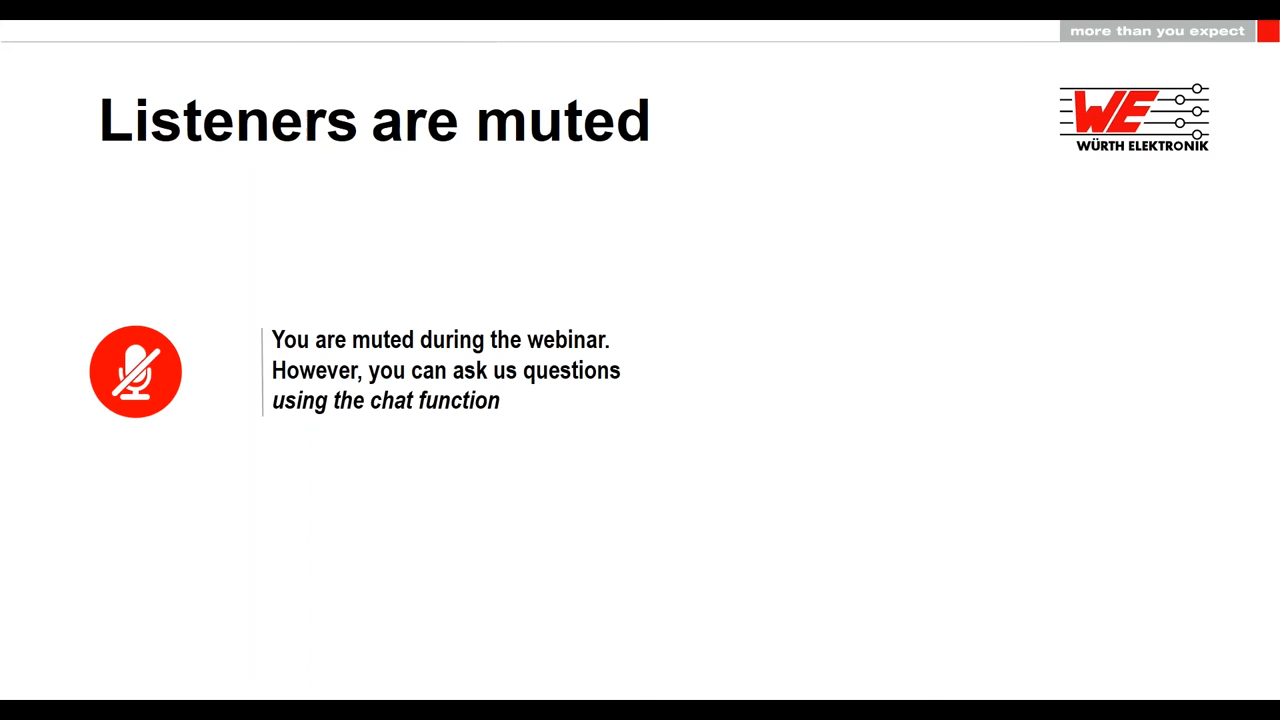 more than you expect
Listeners are muted
WE
WÜRTH ELEKTRONIK
You are muted during the webinar.
However, you can ask us questions
using the chat function